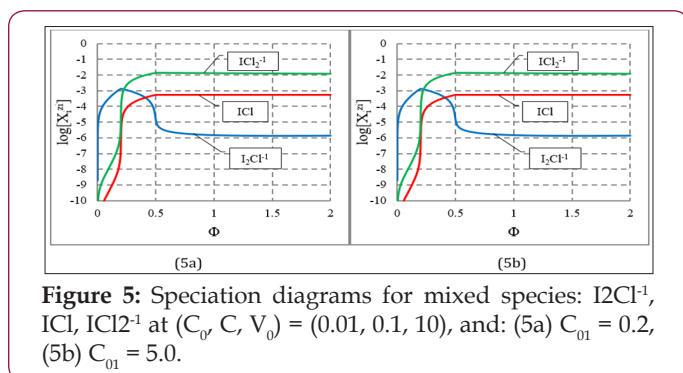 0
-1
-2
-3
-4
-5
-6
-7
-8
-9
-10
log[Xᵢᶻⁱ]
ICl₂⁻¹
ICl
I₂Cl⁻¹
0 0.5 1 1.5 2
Φ
(5a)
0
-1
-2
-3
-4
-5
-6
-7
-8
-9
-10
log[Xᵢᶻⁱ]
ICl₂⁻¹
ICl
I₂Cl⁻¹
0 0.5 1 1.5 2
Φ
(5b)
Figure 5: Speciation diagrams for mixed species: I2Cl⁻¹,
ICl, ICl2⁻¹ at (C₀, C, V₀) = (0.01, 0.1, 10), and: (5a) C₀₁ = 0.2,
(5b) C₀₁ = 5.0.